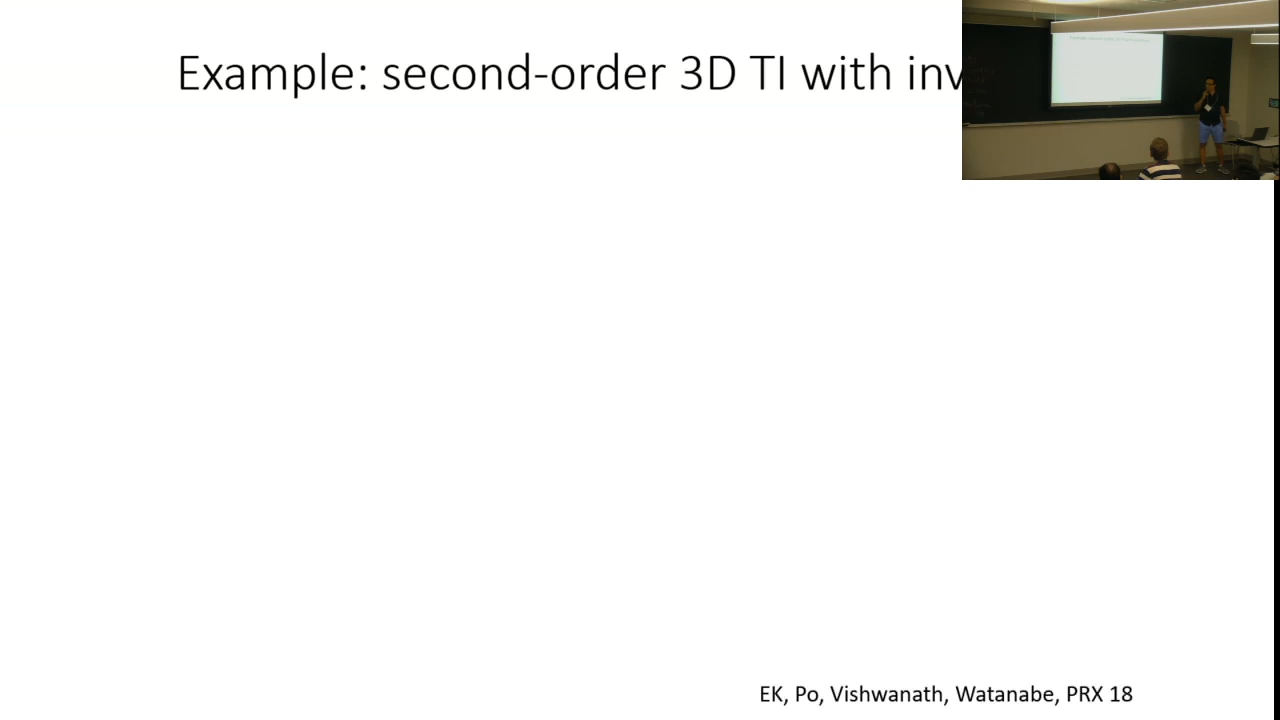 Example: second-order 3D TI with inv
EK, Po, Vishwanath, Watanabe, PRX 18